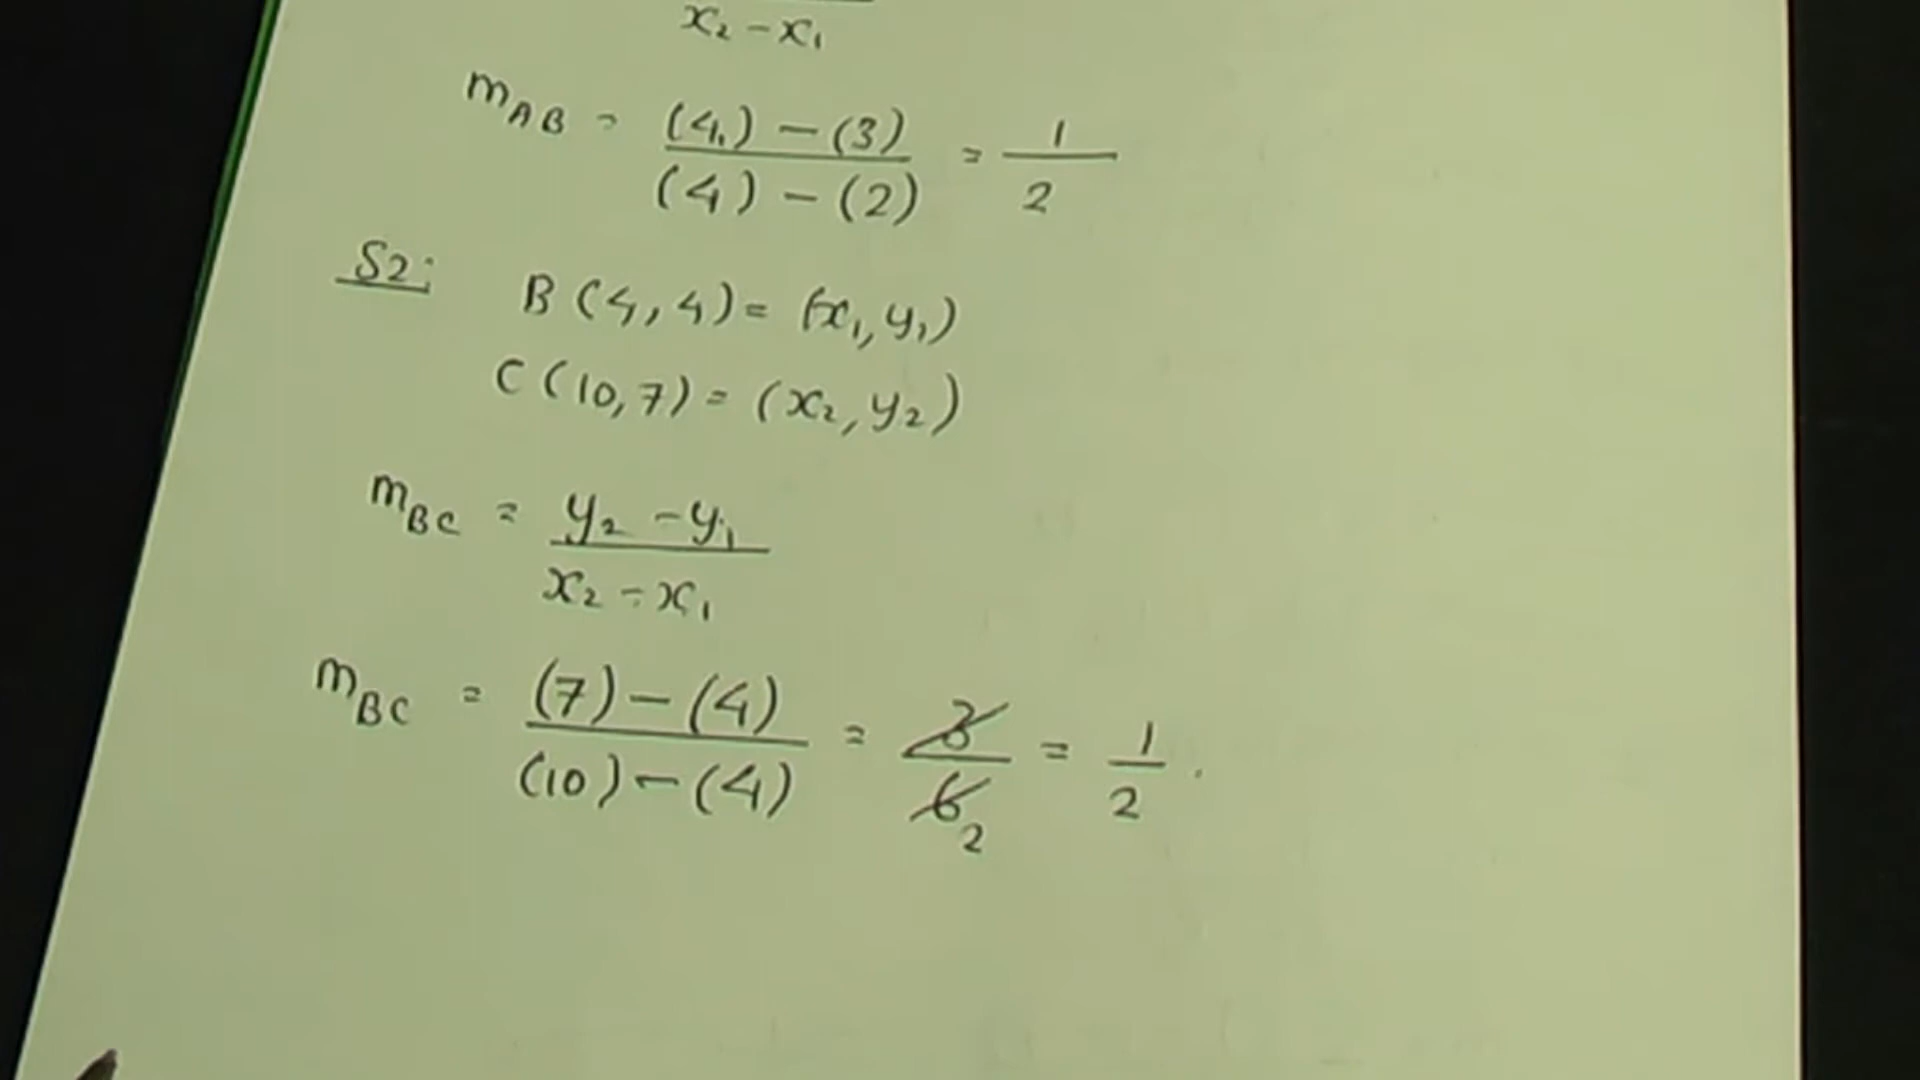 x₂ - x₁
m_AB = (4) - (3) / (4) - (2) = 1 / 2
S2:
B (4, 4) = (x₁, y₁)
C (10, 7) = (x₂, y₂)
m_BC = y₂ - y₁ / x₂ - x₁
m_BC = (7) - (4) / (10) - (4) = 3 / 6 2 = 1 / 2 .